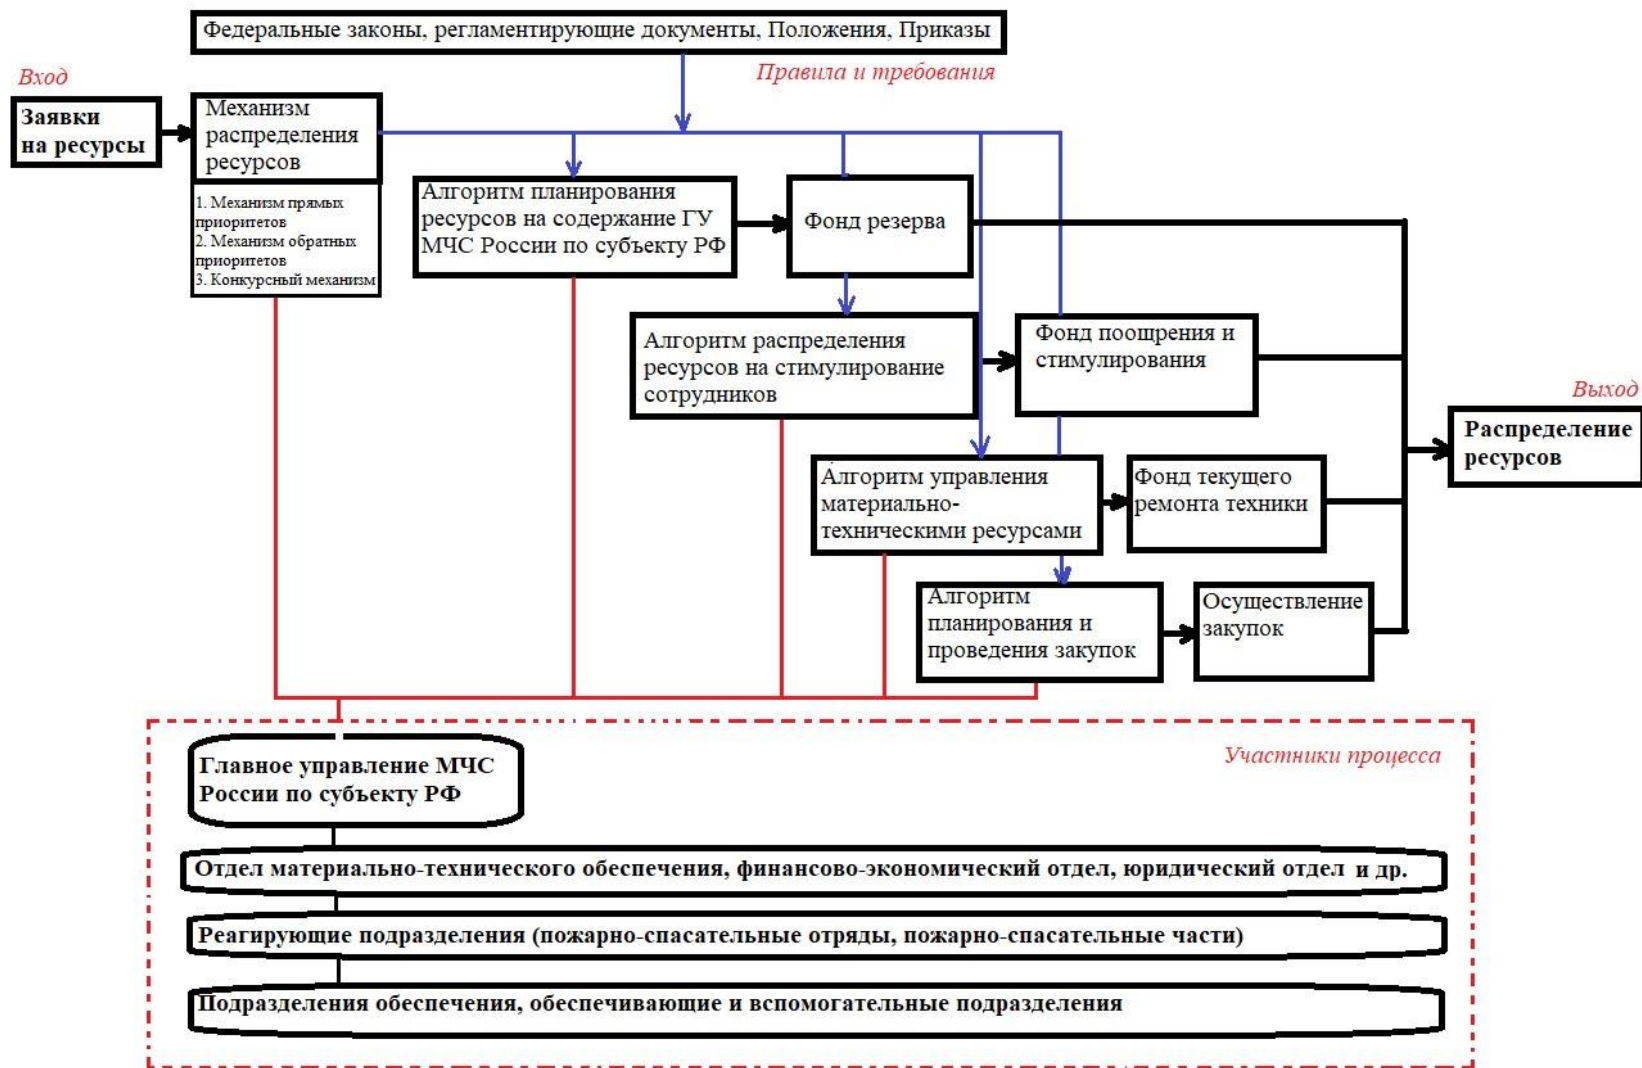 Федеральные законы, регламентирующие документы, Положения, Приказы
Вход
Правила и требования
Заявки
на ресурсы
Механизм
распределения
ресурсов
1. Механизм прямых
приоритетов
2. Механизм обратных
приоритетов
3. Конкурсный механизм
Алгоритм планирования
ресурсов на содержание ГУ
МЧС России по субъекту РФ
Фонд резерва
Алгоритм распределения
ресурсов на стимулирование
сотрудников
Фонд поощрения и
стимулирования
Выход
Распределение
ресурсов
Алгоритм управления
материально-
техническими ресурсами
Фонд текущего
ремонта техники
Алгоритм
планирования и
проведения закупок
Осуществление
закупок
Участники процесса
Главное управление МЧС
России по субъекту РФ
Отдел материально-технического обеспечения, финансово-экономический отдел, юридический отдел и др.
Реагирующие подразделения (пожарно-спасательные отряды, пожарно-спасательные части)
Подразделения обеспечения, обеспечивающие и вспомогательные подразделения